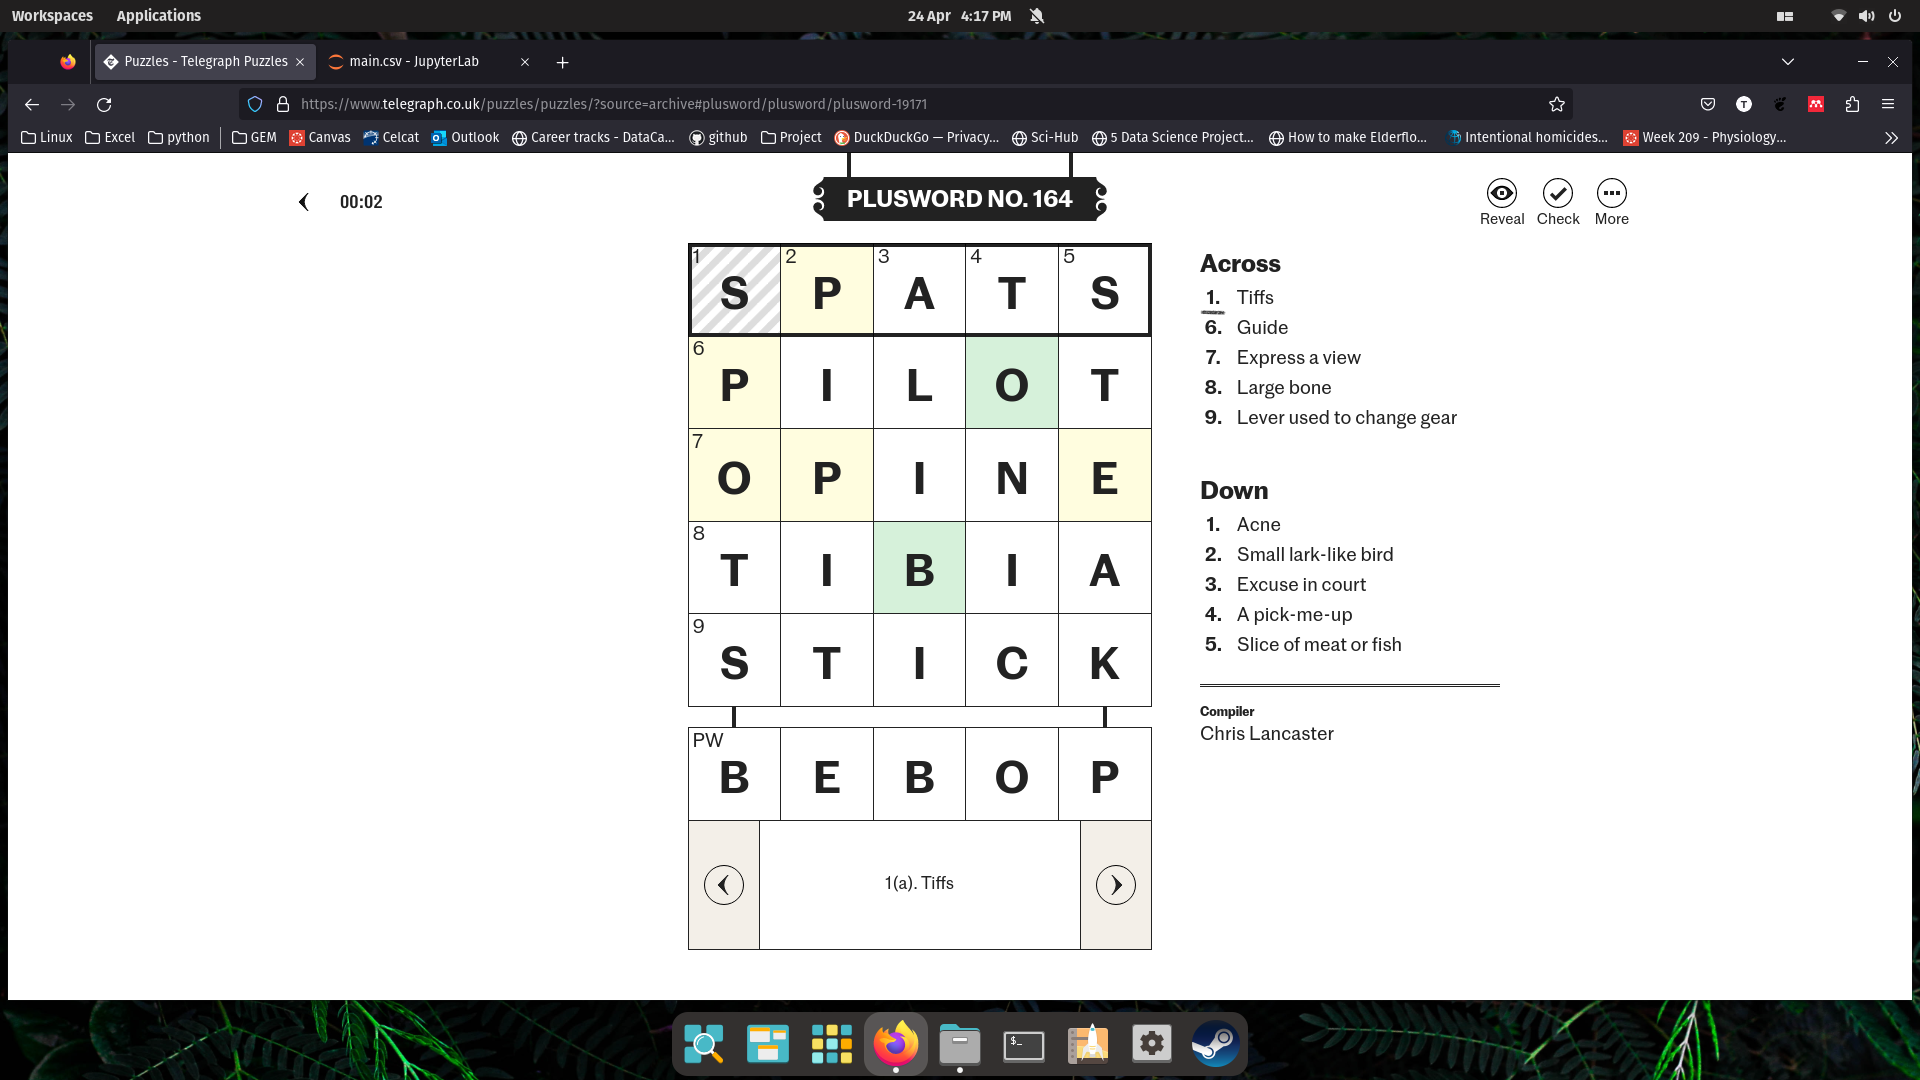 Workspaces Applications 24 Apr 4:17 PM
Puzzles - Telegraph Puzzles main.csv - JupyterLab
https://www.telegraph.co.uk/puzzles/puzzles/?source=archive#plusword/plusword/plusword-19171
Linux Excel python GEM Canvas Celcat Outlook Career tracks - DataCa... github Project DuckDuckGo — Privacy... Sci-Hub 5 Data Science Project... How to make Elderflo... Intentional homicides... Week 209 - Physiology...
00:02
PLUSWORD NO. 164
Reveal Check More
1 S 2 P 3 A 4 T 5 S
6 P I L O T
7 O P I N E
8 T I B I A
9 S T I C K
PW B E B O P
1(a). Tiffs
Across
1. Tiffs
6. Guide
7. Express a view
8. Large bone
9. Lever used to change gear
Down
1. Acne
2. Small lark-like bird
3. Excuse in court
4. A pick-me-up
5. Slice of meat or fish
Compiler
Chris Lancaster
$_